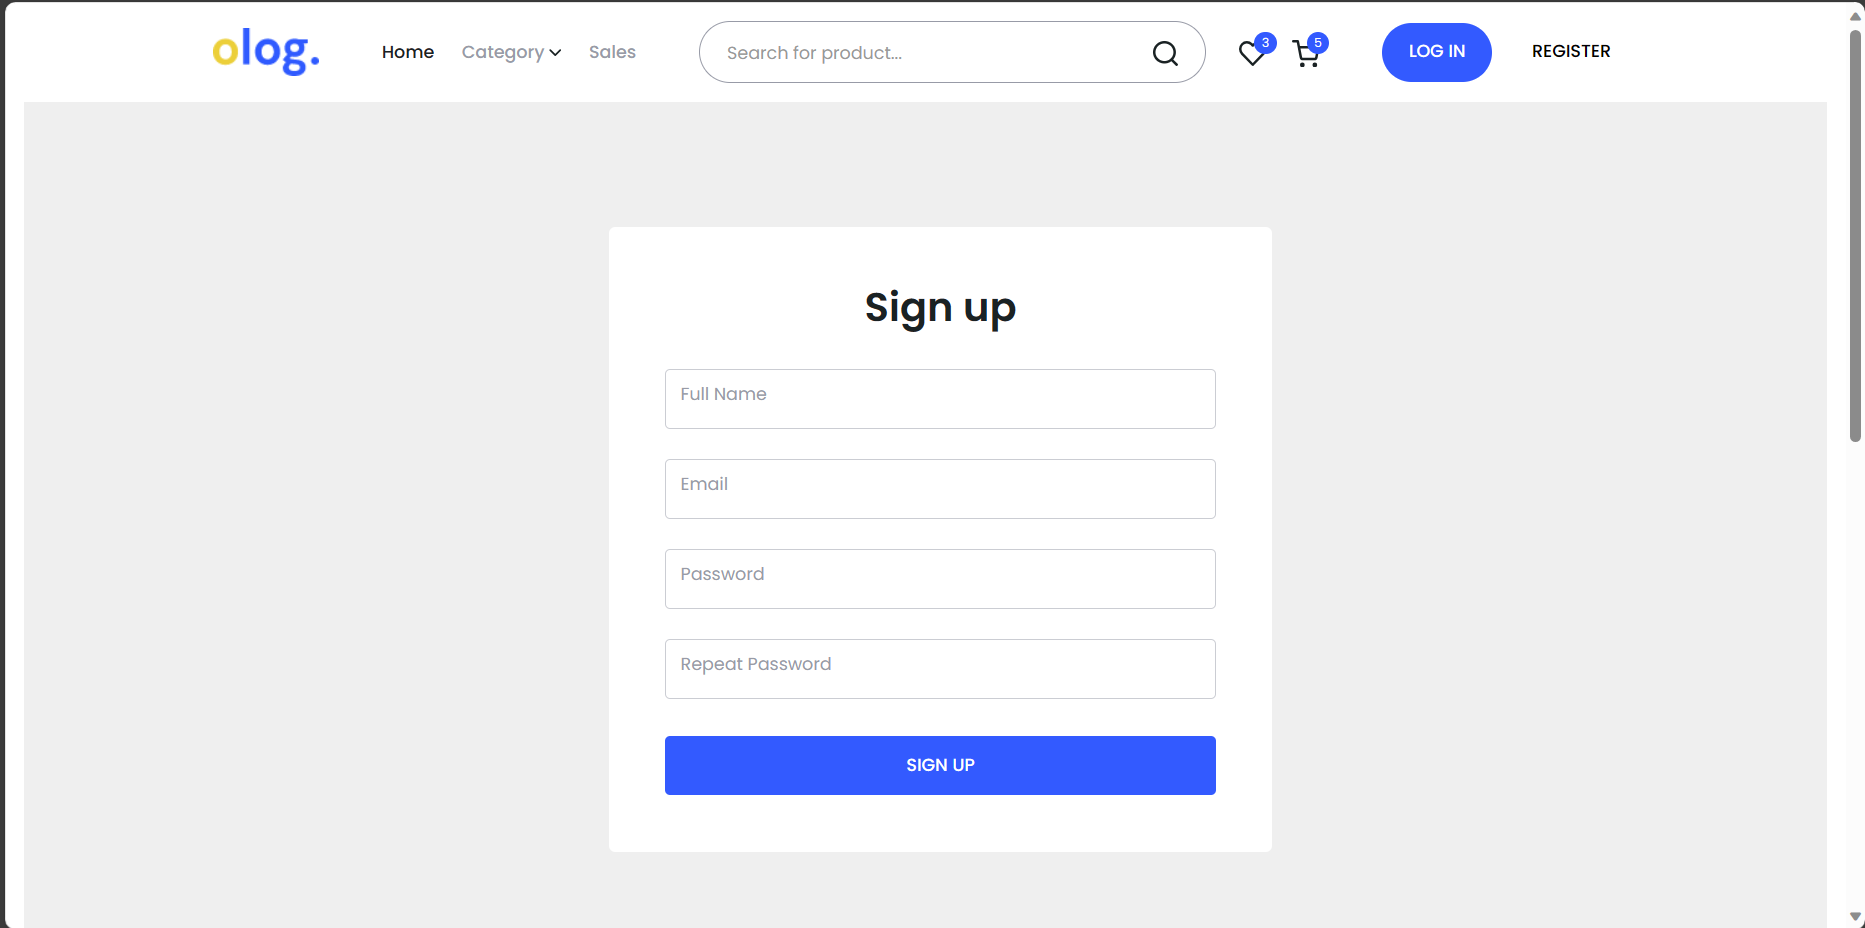 olog.
Home Category Sales Search for product... 3 5 LOG IN REGISTER
Sign up
Full Name
Email
Password
Repeat Password
SIGN UP